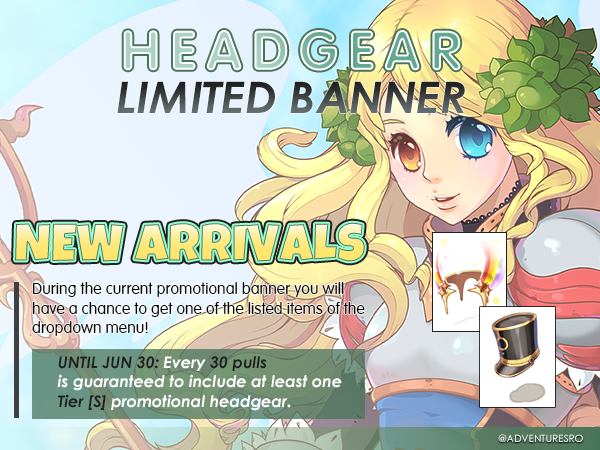 HEADGEAR
LIMITED BANNER
NEW ARRIVALS
During the current promotional banner you will
have a chance to get one of the listed items of the
dropdown menu!
UNTIL JUN 30: Every 30 pulls
is guaranteed to include at least one
Tier [S] promotional headgear.
@ADVENTURESRO